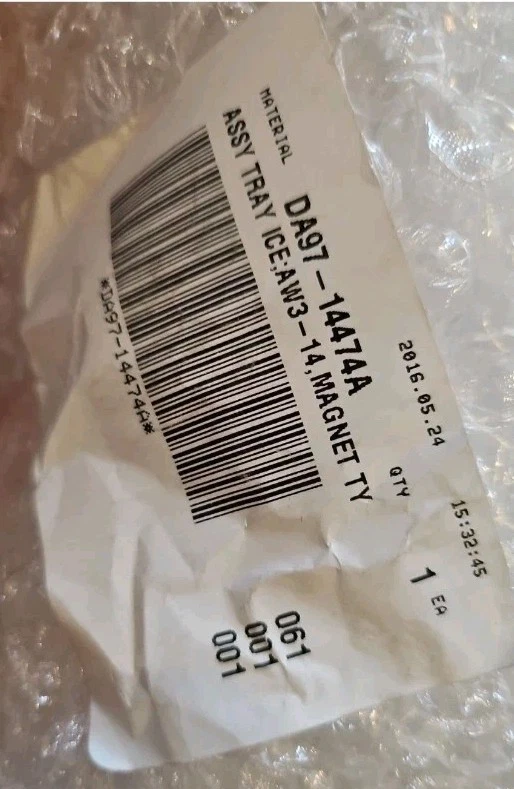 2016.05.24 15:32:45
MATERIAL DA97-14474A QTY 1 EA
ASSY TRAY ICE;AW3-14,MAGNET TY
*DA97-14474A*
061
001
001